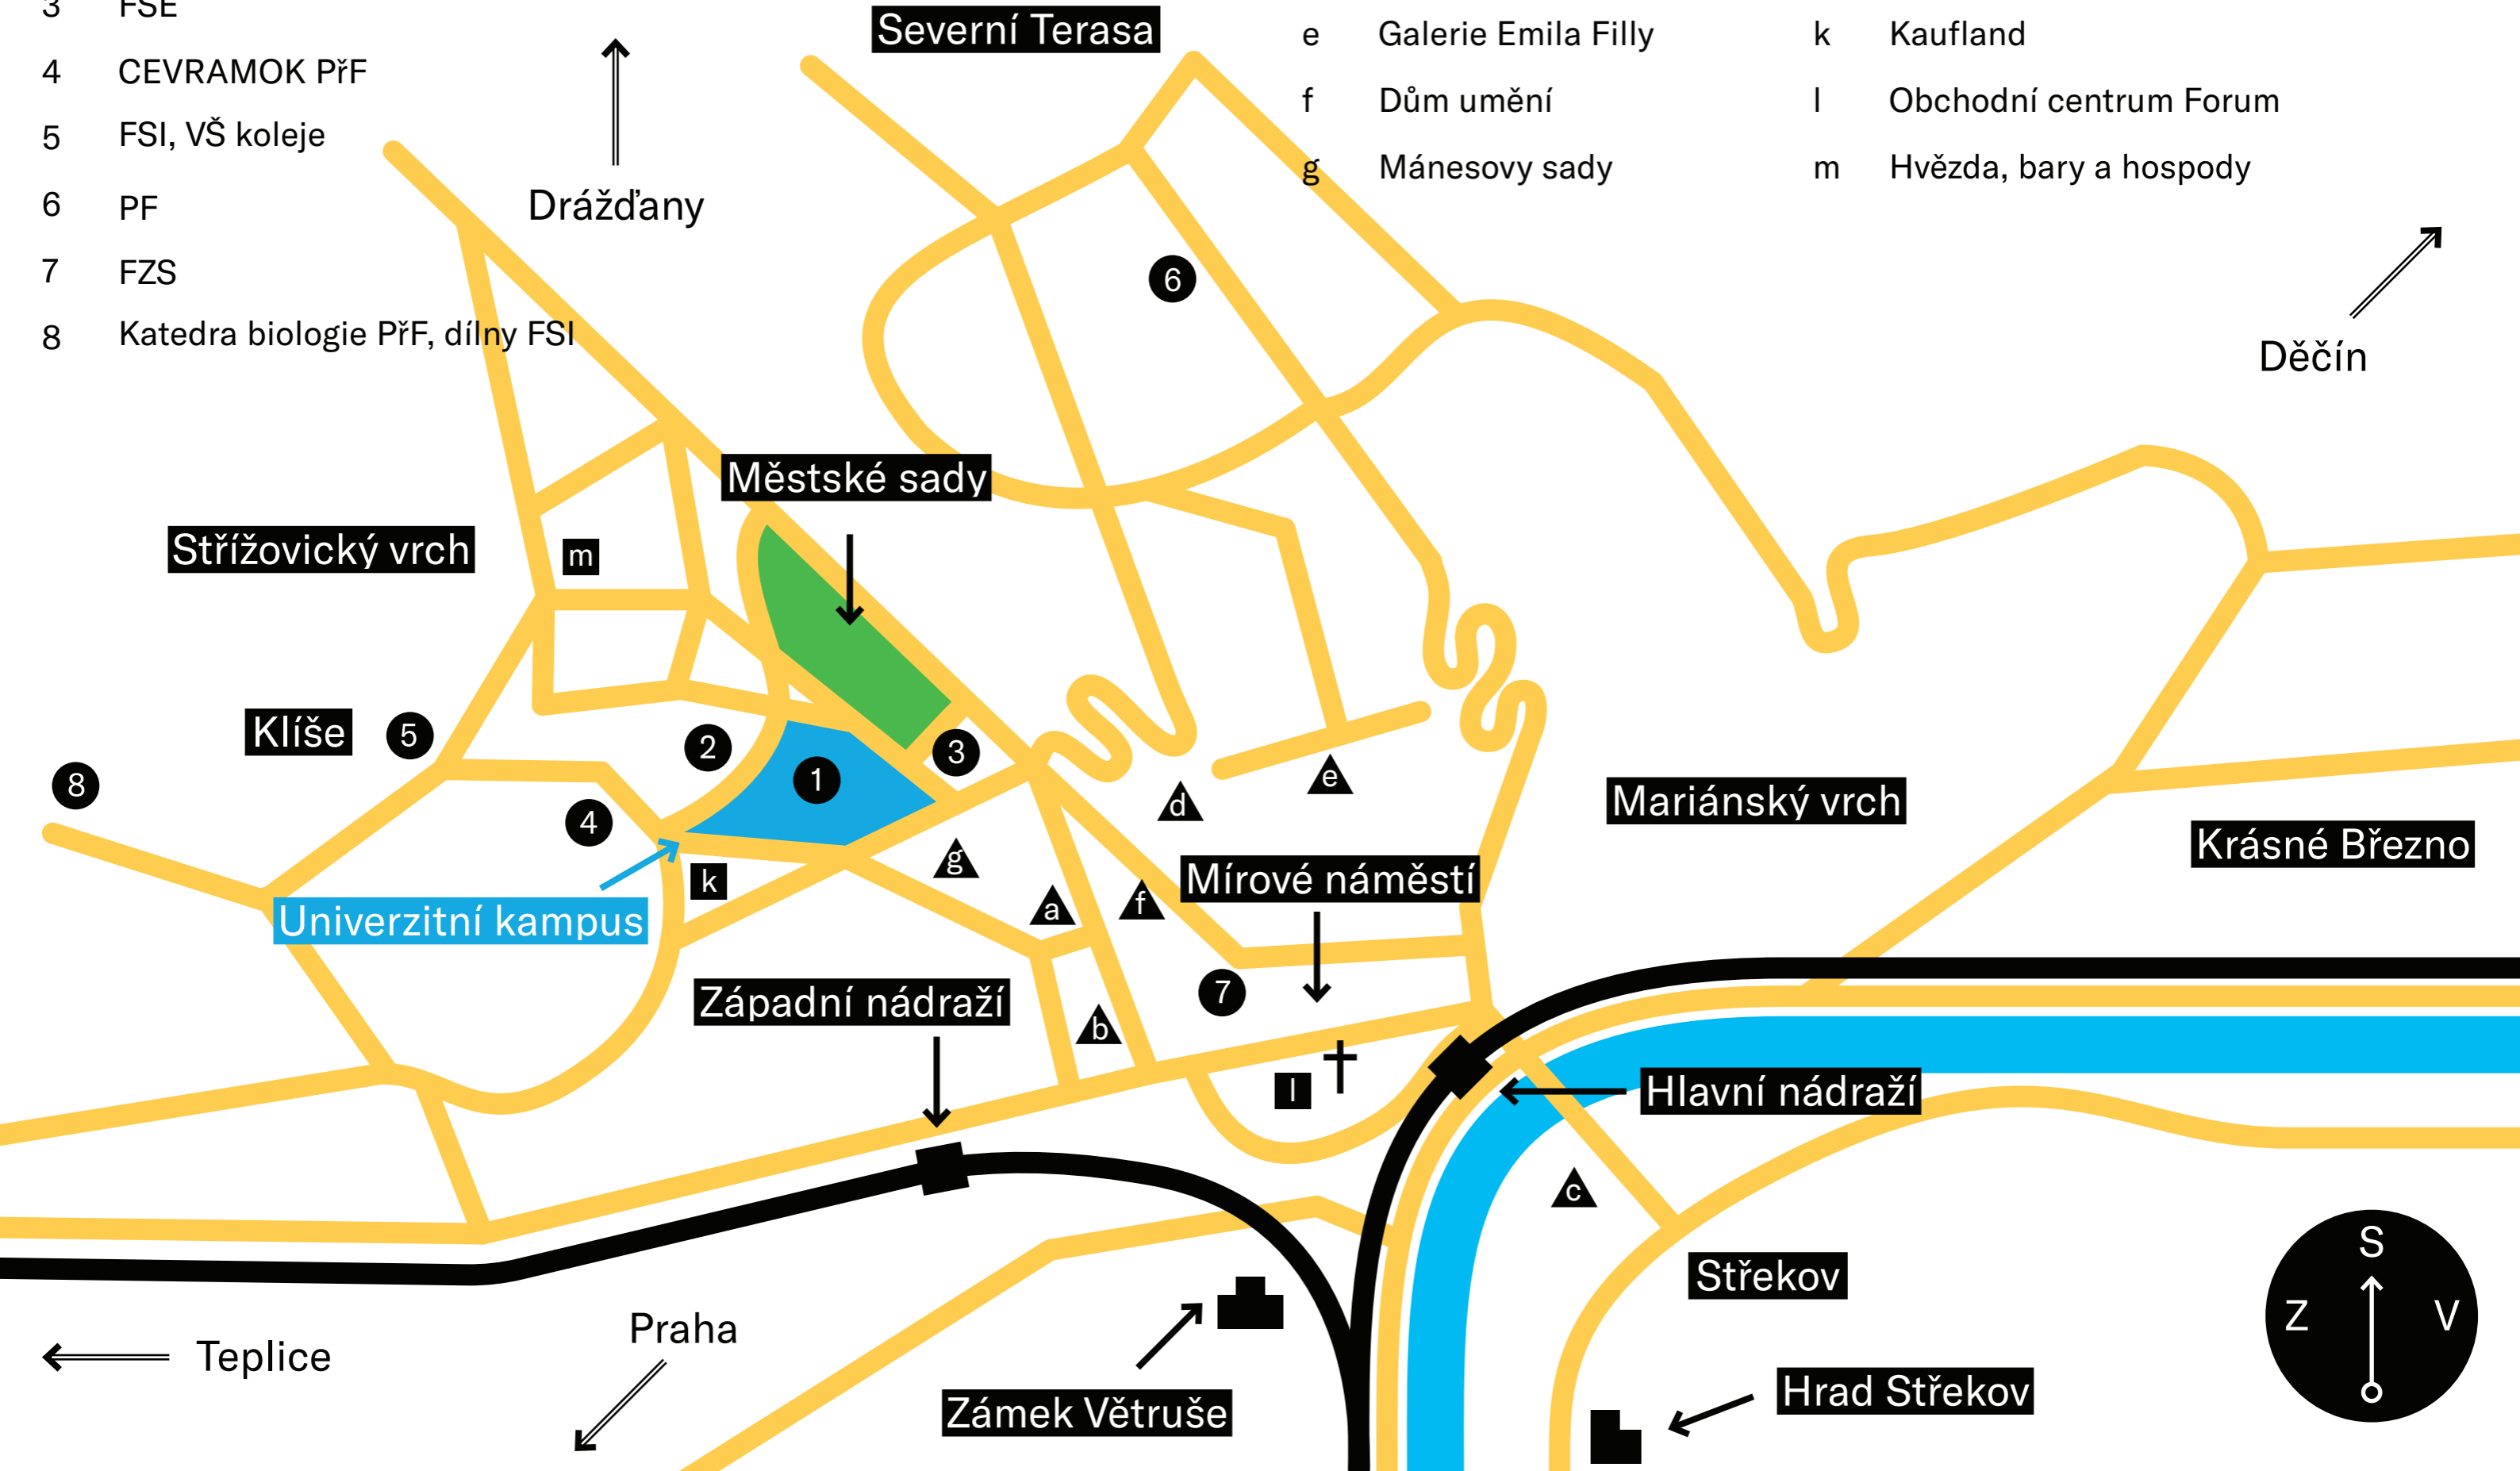 3 FSE
4 CEVRAMOK PřF
5 FSI, VŠ koleje
6 PF
7 FZS
8 Katedra biologie PřF, dílny FSI
e Galerie Emila Filly
f Dům umění
g Mánesovy sady
k Kaufland
l Obchodní centrum Forum
m Hvězda, bary a hospody
Severní Terasa
Drážďany
Děčín
6
Městské sady
Střížovický vrch
m
Klíše
5
2
3
1
8
4
d
e
Mariánský vrch
g
k
Mírové náměstí
Krásné Březno
a
f
Univerzitní kampus
Západní nádraží
7
b
l
Hlavní nádraží
c
Střekov
S
Z
V
Praha
Teplice
Zámek Větruše
Hrad Střekov